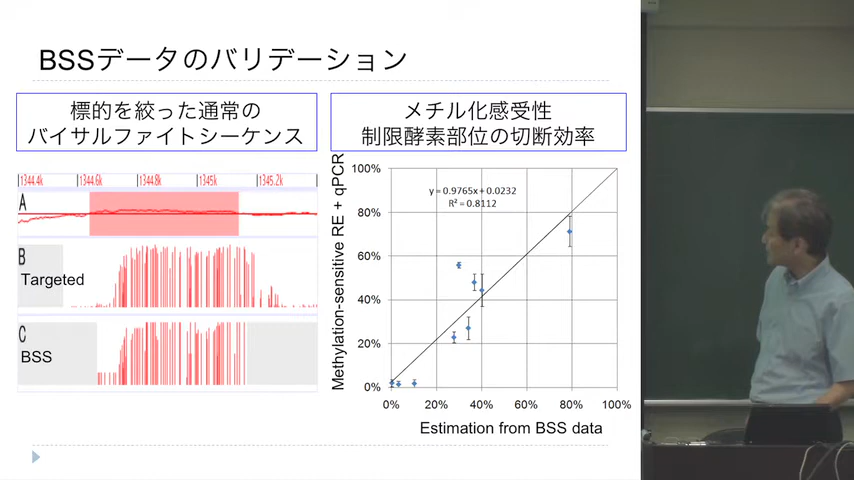 BSSデータのバリデーション
標的を絞った通常の
バイサルファイトシーケンス
メチル化感受性
制限酵素部位の切断効率
1344.4k 1344.6k 1344.8k 1345k 1345.2k
A
B
Targeted
C
BSS
Methylation-sensitive RE + qPCR
100%
80%
60%
40%
20%
0%
y = 0.9765x + 0.0232
R² = 0.8112
0% 20% 40% 60% 80% 100%
Estimation from BSS data